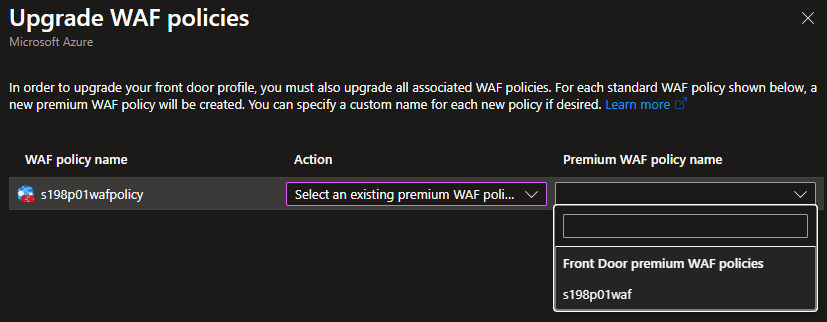 Upgrade WAF policies
Microsoft Azure
In order to upgrade your front door profile, you must also upgrade all associated WAF policies. For each standard WAF policy shown below, a
new premium WAF policy will be created. You can specify a custom name for each new policy if desired. Learn more
WAF policy name Action Premium WAF policy name
s198p01wafpolicy Select an existing premium WAF poli...
Front Door premium WAF policies
s198p01waf